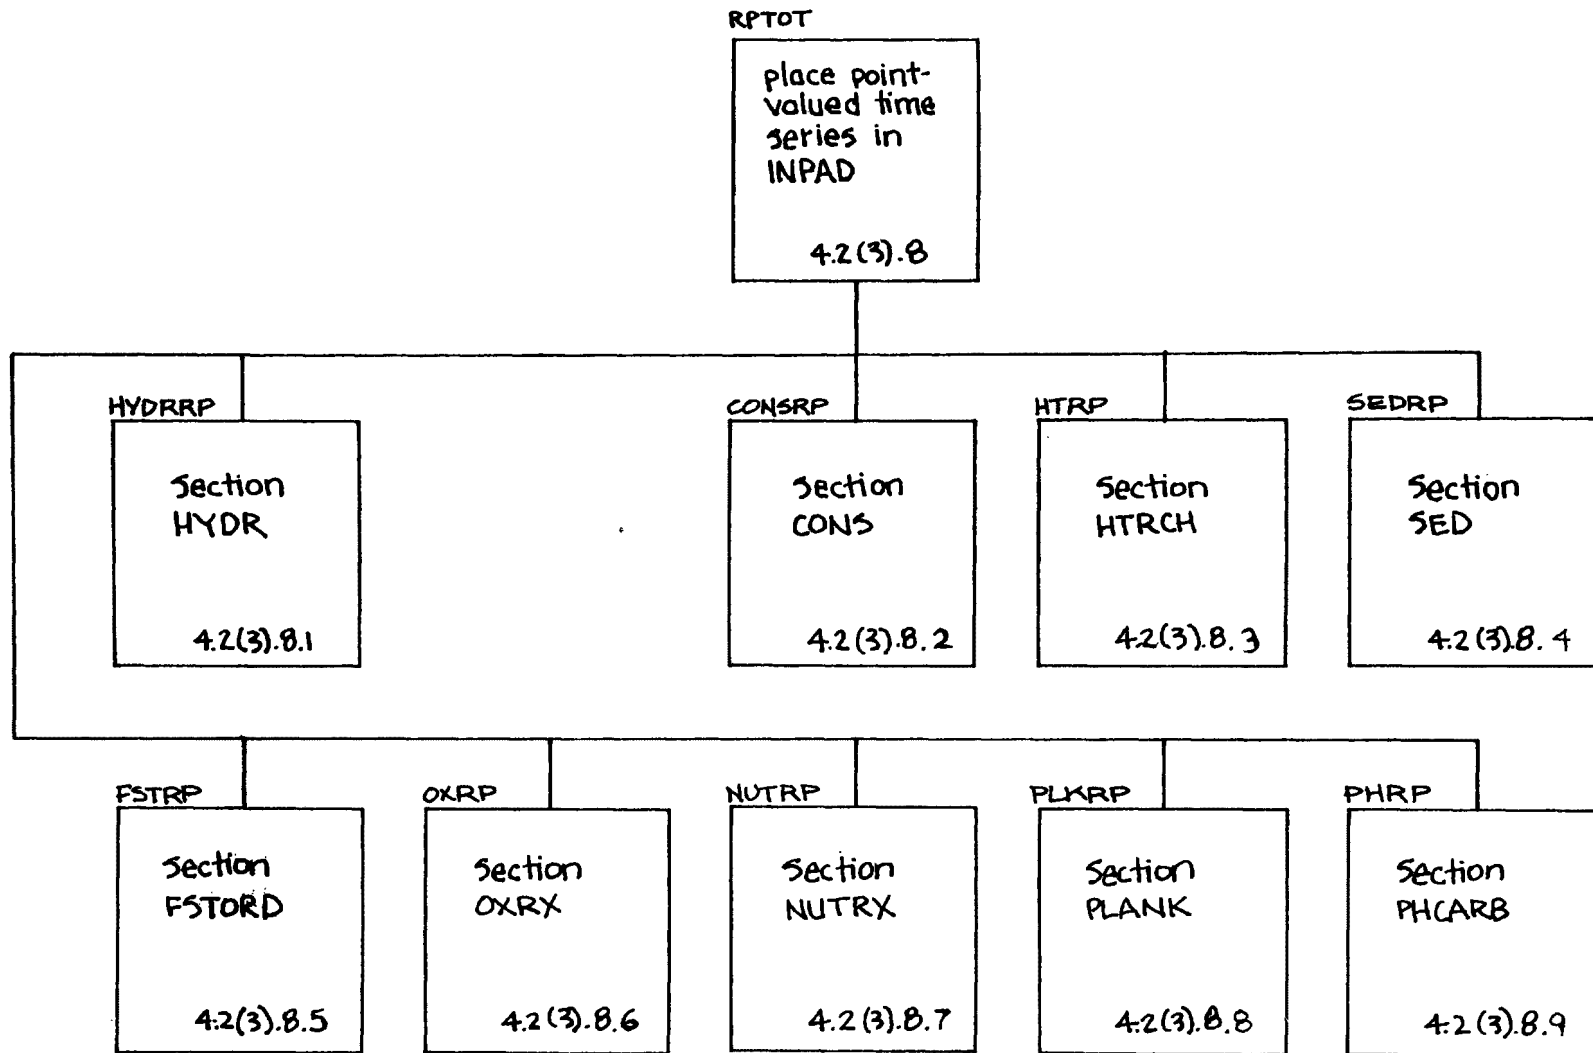 RPTOT
place point-
valued time
series in
INPAD
4.2(3).8
HYDRRP
section
HYDR
4.2(3).8.1
CONSRP
section
CONS
4.2(3).8.2
HTRP
section
HTRCH
4.2(3).8.3
SEDRP
section
SED
4.2(3).8.4
FSTRP
section
FSTORD
4.2(3).8.5
OXRP
section
OXRX
4.2(3).8.6
NUTRP
section
NUTRX
4.2(3).8.7
PLKRP
section
PLANK
4.2(3).8.8
PHRP
section
PHCARB
4.2(3).8.9